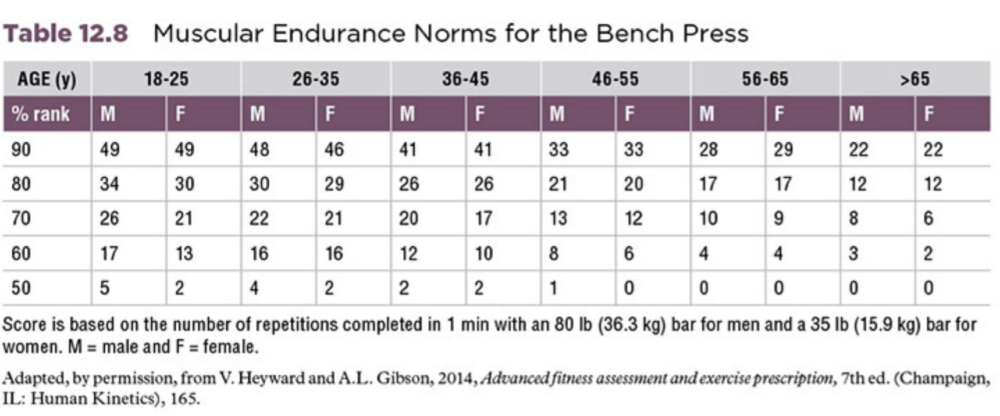 Table 12.8 Muscular Endurance Norms for the Bench Press
AGE (y) 18-25 26-35 36-45 46-55 56-65 >65
% rank M F M F M F M F M F M F
90 49 49 48 46 41 41 33 33 28 29 22 22
80 34 30 30 29 26 26 21 20 17 17 12 12
70 26 21 22 21 20 17 13 12 10 9 8 6
60 17 13 16 16 12 10 8 6 4 4 3 2
50 5 2 4 2 2 2 1 0 0 0 0 0
Score is based on the number of repetitions completed in 1 min with an 80 lb (36.3 kg) bar for men and a 35 lb (15.9 kg) bar for
women. M = male and F = female.
Adapted, by permission, from V. Heyward and A.L. Gibson, 2014, Advanced fitness assessment and exercise prescription, 7th ed. (Champaign,
IL: Human Kinetics), 165.